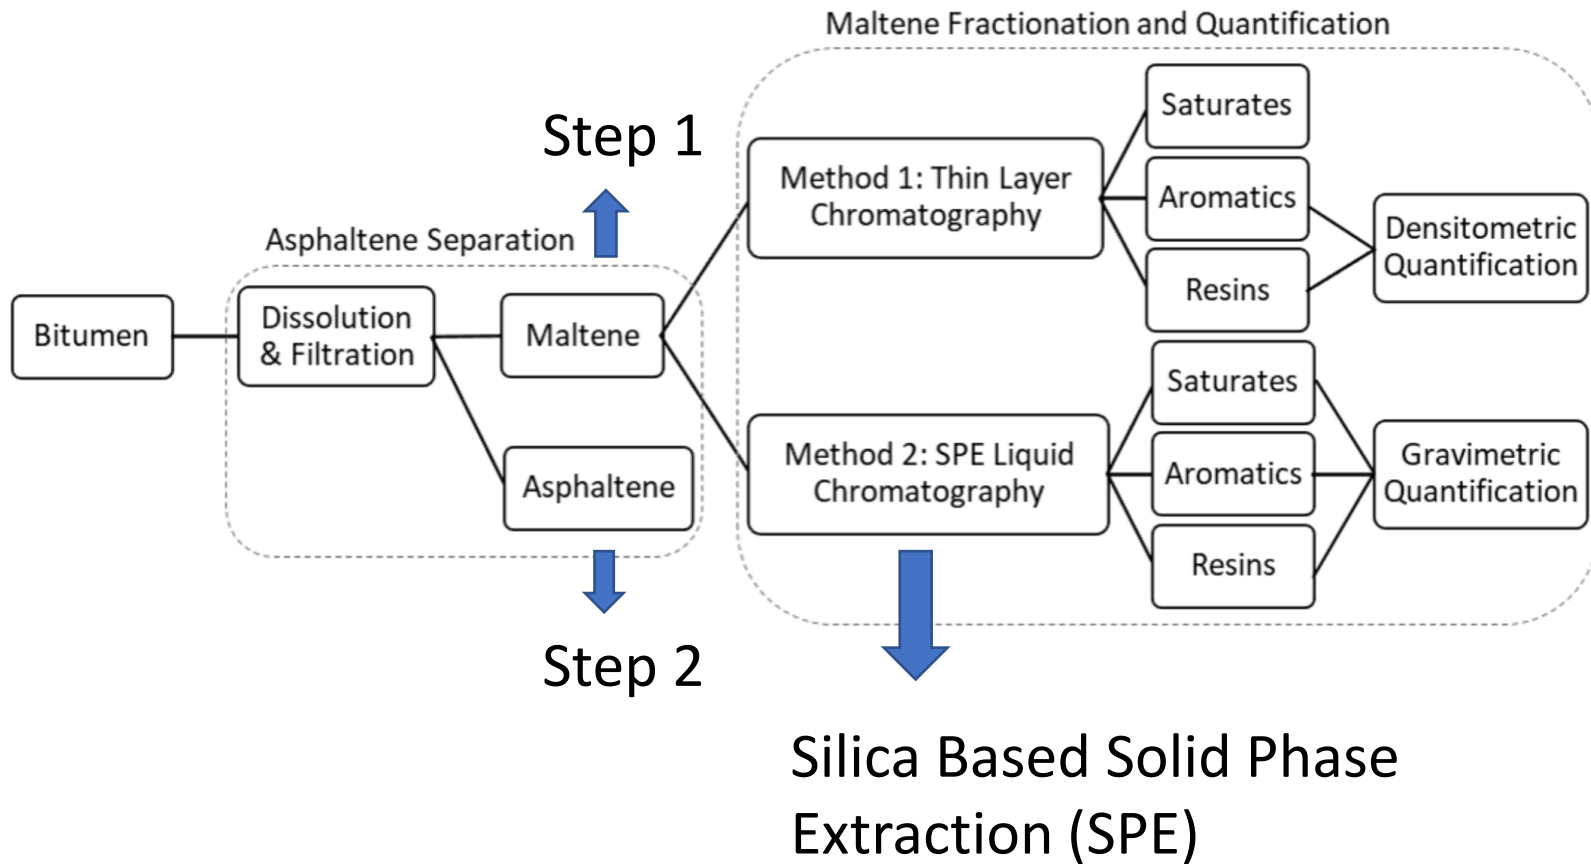 Maltene Fractionation and Quantification
Step 1
Saturates
Method 1: Thin Layer
Chromatography
Aromatics
Densitometric
Quantification
Resins
Asphaltene Separation
Bitumen
Dissolution
& Filtration
Maltene
Asphaltene
Method 2: SPE Liquid
Chromatography
Saturates
Aromatics
Resins
Gravimetric
Quantification
Step 2
Silica Based Solid Phase
Extraction (SPE)